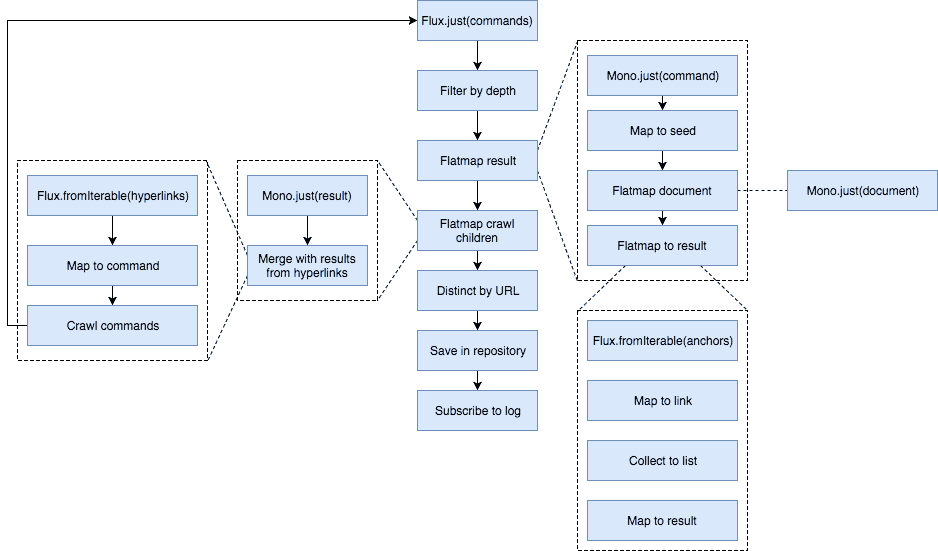 Flux.just(commands)
Filter by depth
Flatmap result
Flatmap crawl
children
Distinct by URL
Save in repository
Subscribe to log
Mono.just(command)
Map to seed
Flatmap document
Flatmap to result
Mono.just(document)
Flux.fromIterable(anchors)
Map to link
Collect to list
Map to result
Mono.just(result)
Merge with results
from hyperlinks
Flux.fromIterable(hyperlinks)
Map to command
Crawl commands